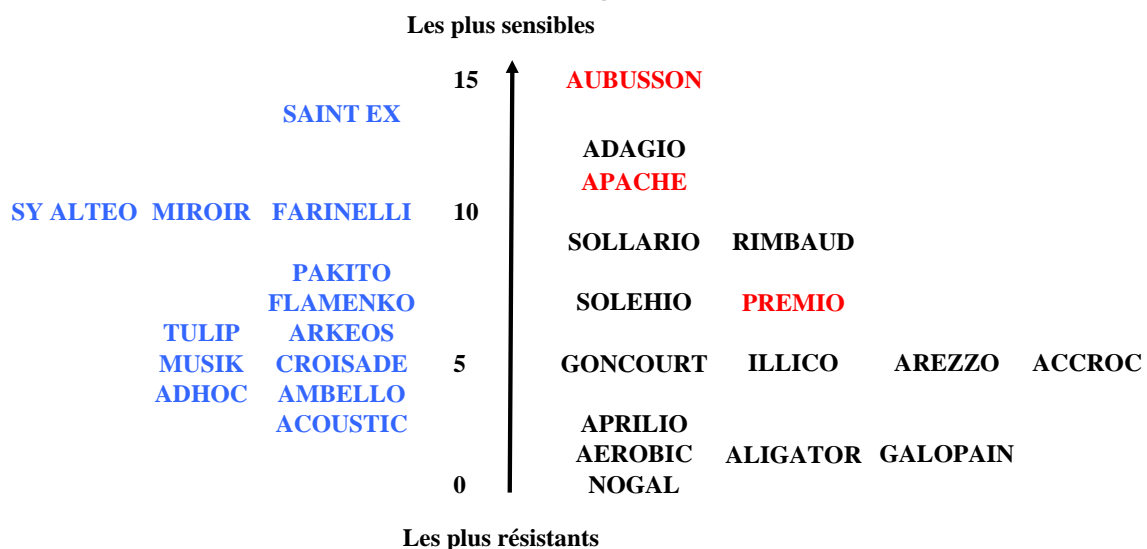 Les plus sensibles
15 AUBUSSON
SAINT EX
ADAGIO
APACHE
SY ALTEO MIROIR FARINELLI 10
SOLLARIO RIMBAUD
PAKITO
FLAMENKO SOLEHIO PREMIO
TULIP ARKEOS
MUSIK CROISADE 5 GONCOURT ILLICO AREZZO ACCROC
ADHOC AMBELLO
ACOUSTIC APRILIO
AEROBIC ALIGATOR GALOPAIN
0 NOGAL
Les plus résistants